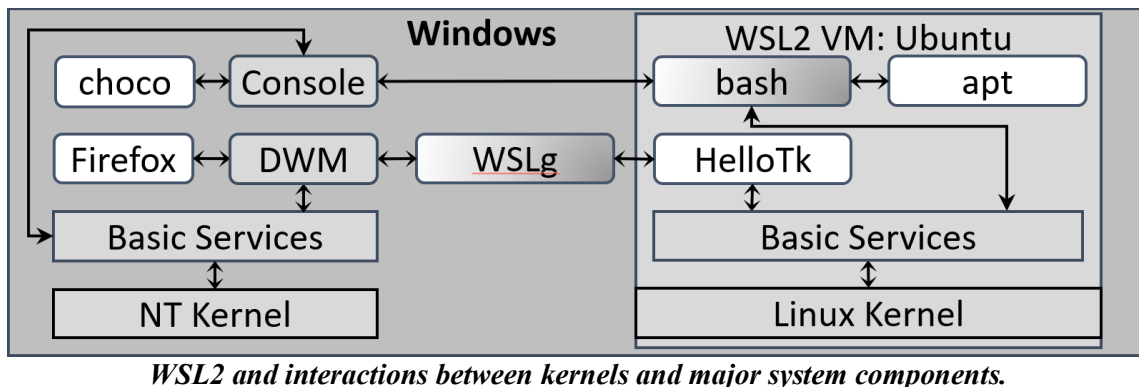 Windows
WSL2 VM: Ubuntu
choco
Console
bash
apt
Firefox
DWM
WSLg
HelloTk
Basic Services
Basic Services
NT Kernel
Linux Kernel
WSL2 and interactions between kernels and major system components.